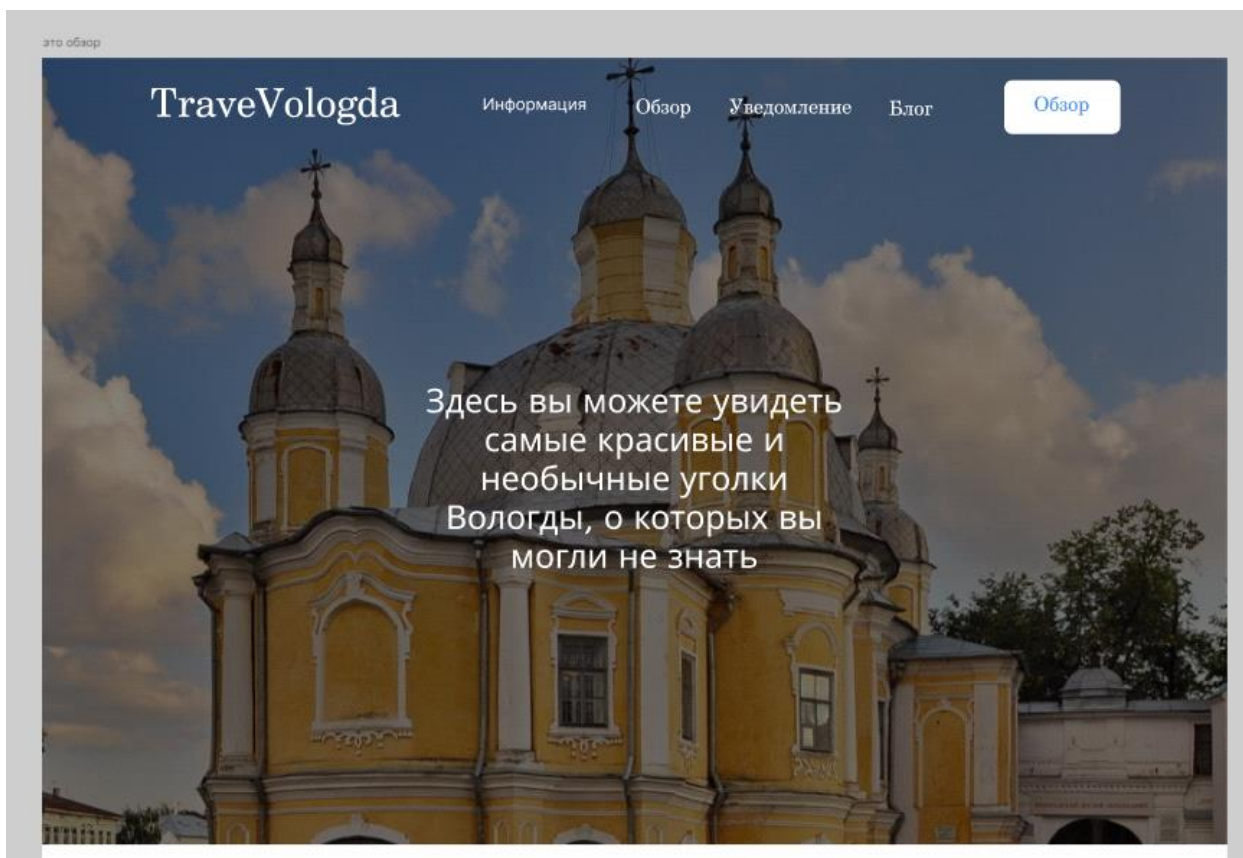 это обзор
TraveVologda
Информация
Обзор
Уведомление
Блог
Обзор
Здесь вы можете увидеть
самые красивые и
необычные уголки
Вологды, о которых вы
могли не знать